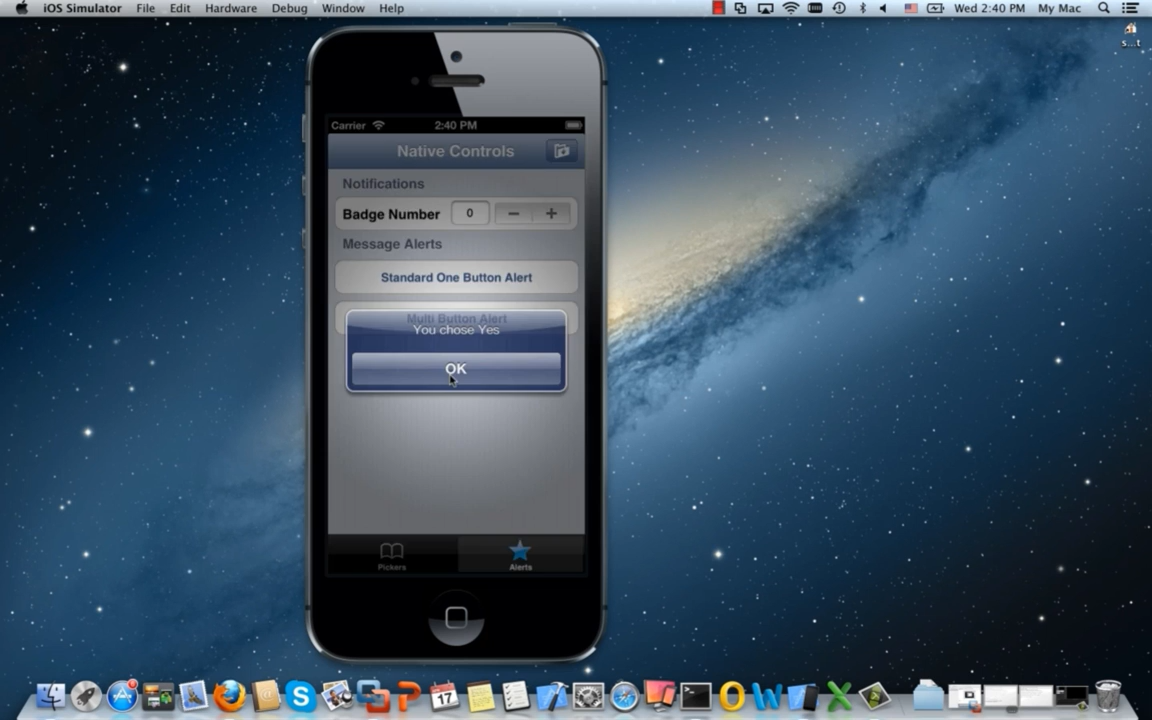 iOS Simulator File Edit Hardware Debug Window Help Wed 2:40 PM My Mac
s...t
Carrier 2:40 PM
Native Controls
Notifications
Badge Number 0 − +
Message Alerts
Standard One Button Alert
Multi Button Alert
You chose Yes
OK
Pickers Alerts
17